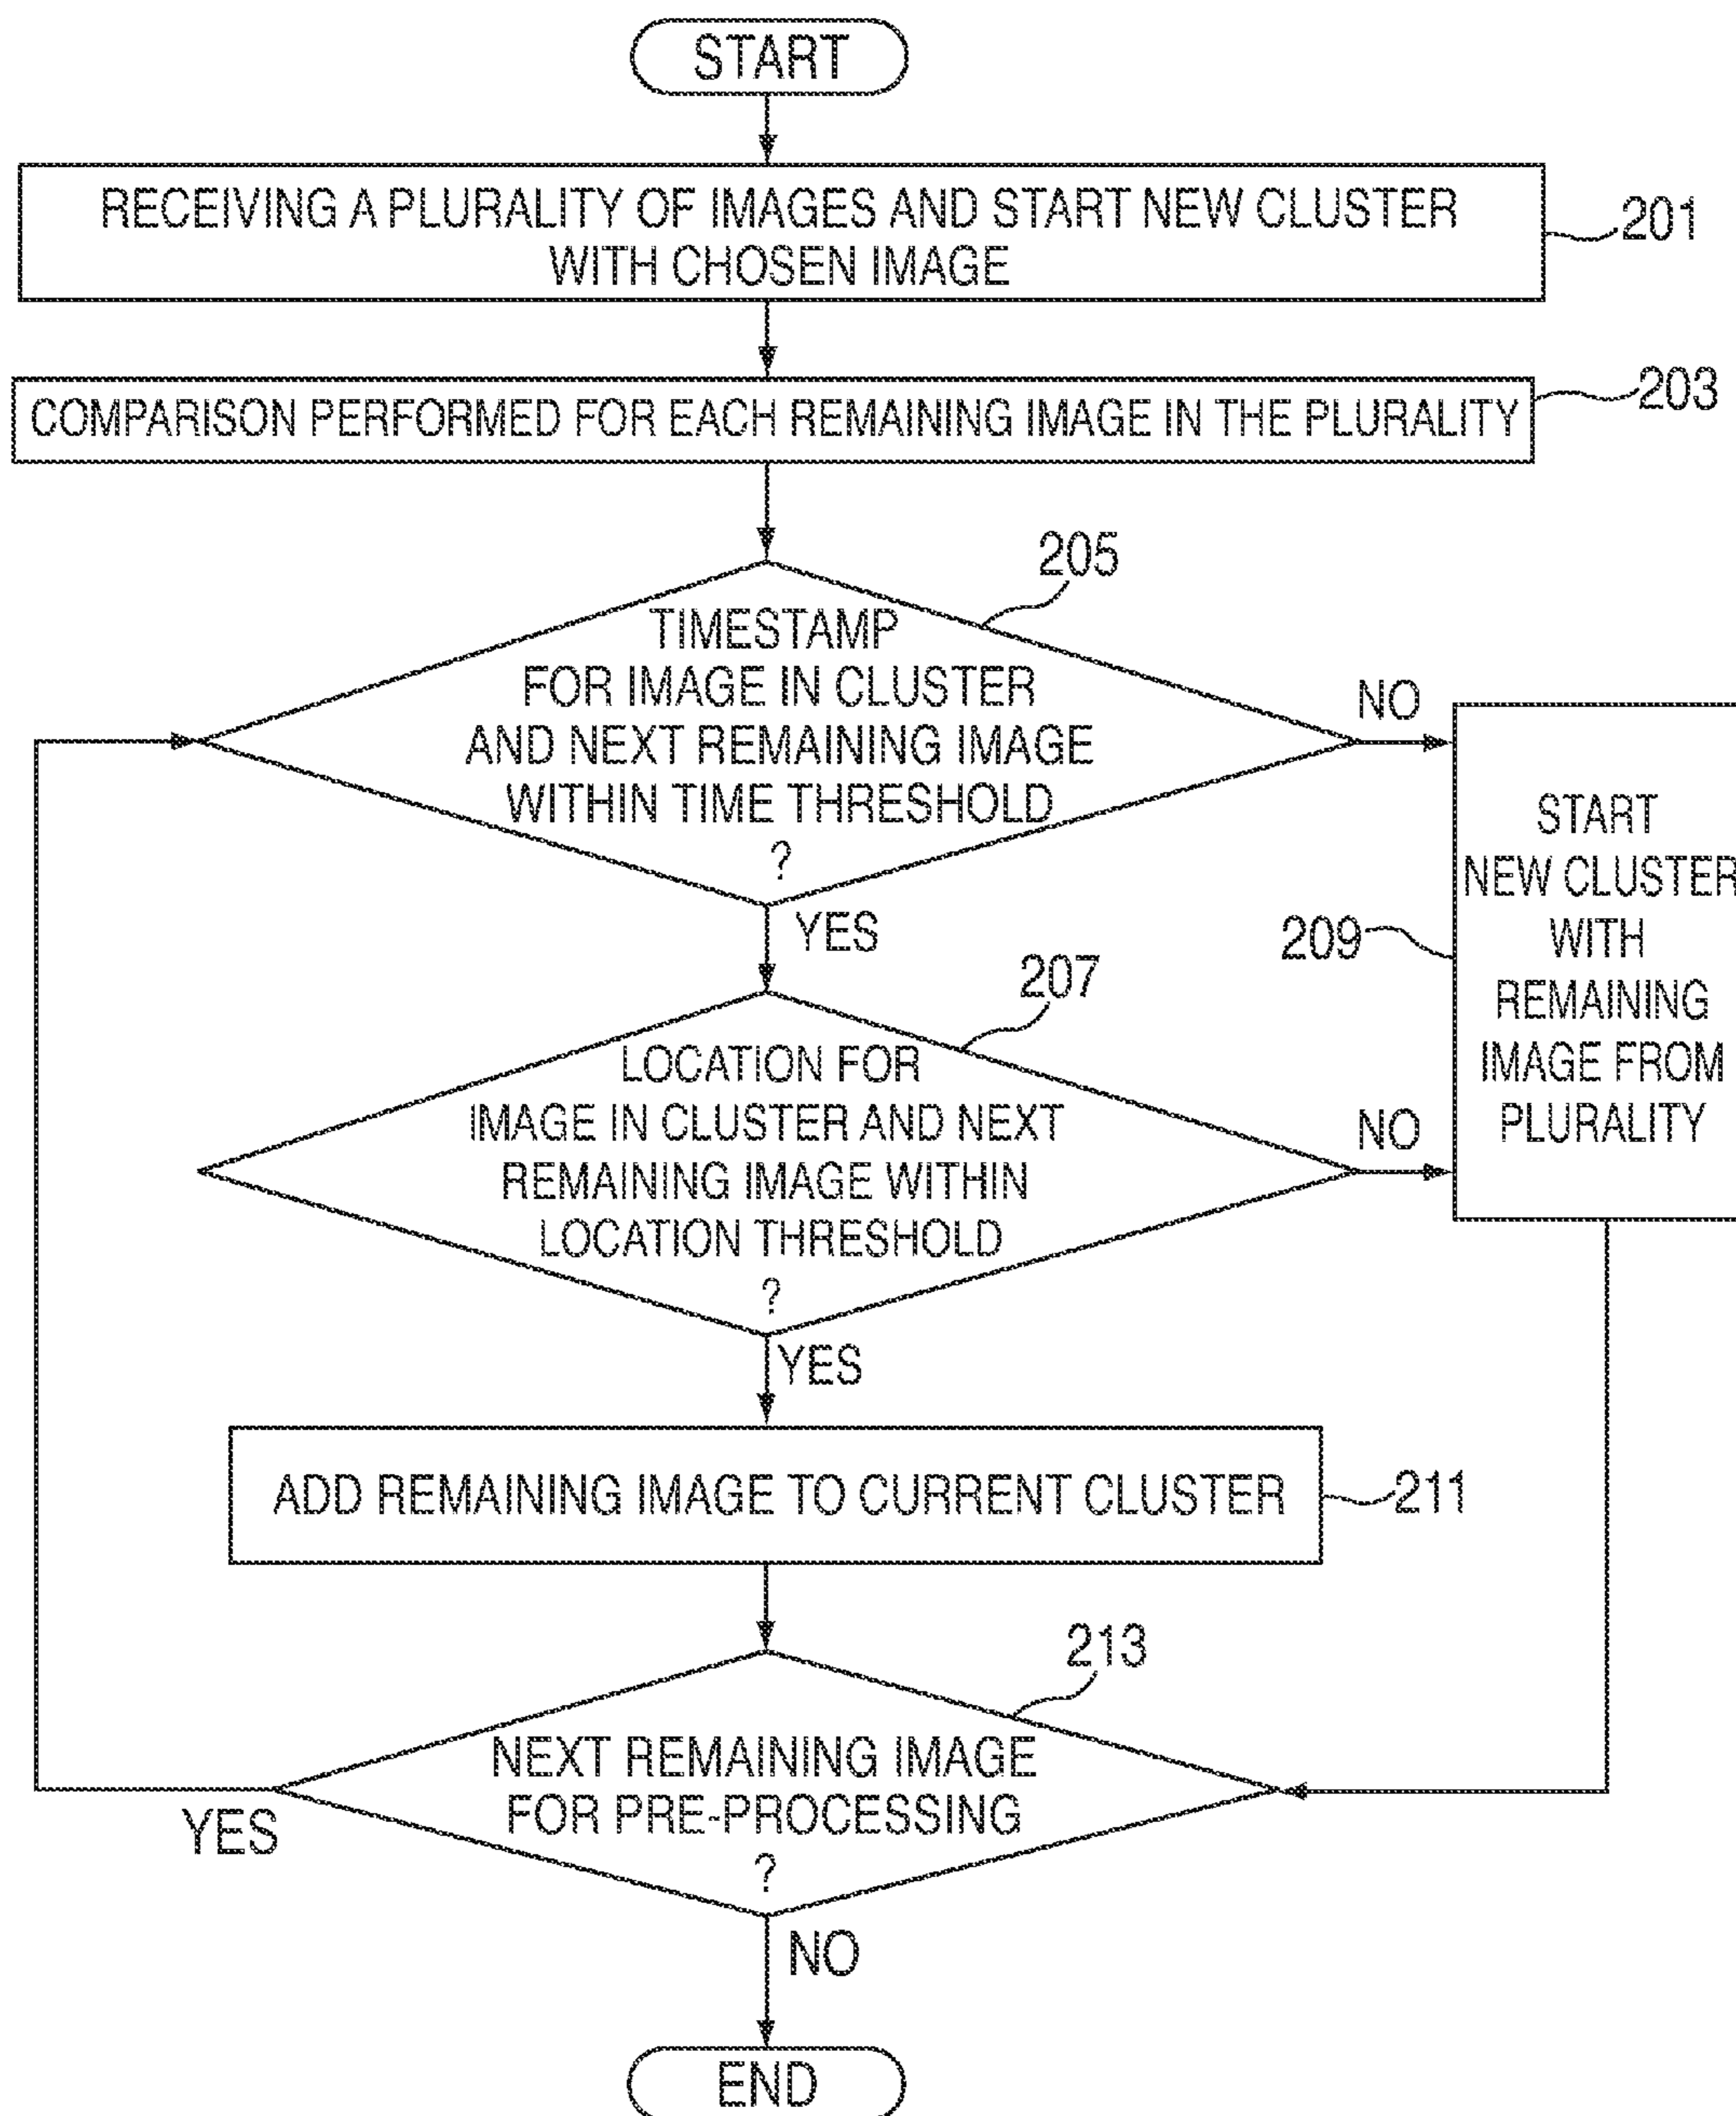 START
RECEIVING A PLURALITY OF IMAGES AND START NEW CLUSTER
WITH CHOSEN IMAGE
201
COMPARISON PERFORMED FOR EACH REMAINING IMAGE IN THE PLURALITY
203
205
TIMESTAMP
FOR IMAGE IN CLUSTER
AND NEXT REMAINING IMAGE
WITHIN TIME THRESHOLD
?
NO
YES
START
NEW CLUSTER
WITH
REMAINING
IMAGE FROM
PLURALITY
209
207
LOCATION FOR
IMAGE IN CLUSTER AND NEXT
REMAINING IMAGE WITHIN
LOCATION THRESHOLD
?
NO
YES
ADD REMAINING IMAGE TO CURRENT CLUSTER
211
213
NEXT REMAINING IMAGE
FOR PRE-PROCESSING
?
YES
NO
END